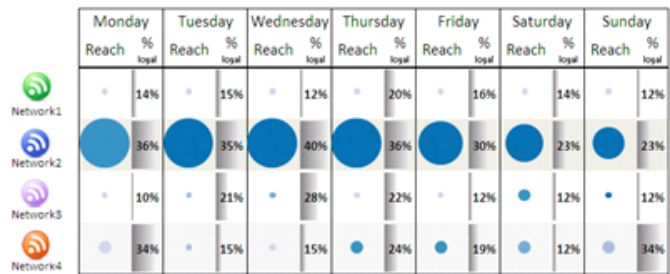 Monday Tuesday Wednesday Thursday Friday Saturday Sunday
Reach % loyal Reach % loyal Reach % loyal Reach % loyal Reach % loyal Reach % loyal Reach % loyal
Network1 14% 15% 12% 20% 16% 14% 12%
Network2 36% 35% 40% 36% 30% 23% 23%
Network3 10% 21% 28% 22% 12% 12% 12%
Network4 34% 15% 15% 24% 19% 12% 34%